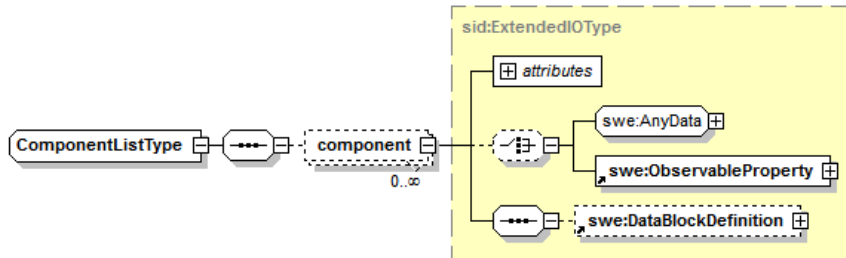 sid:ExtendedIOType
attributes
swe:AnyData
ComponentListType
component
0..∞
swe:ObservableProperty
swe:DataBlockDefinition